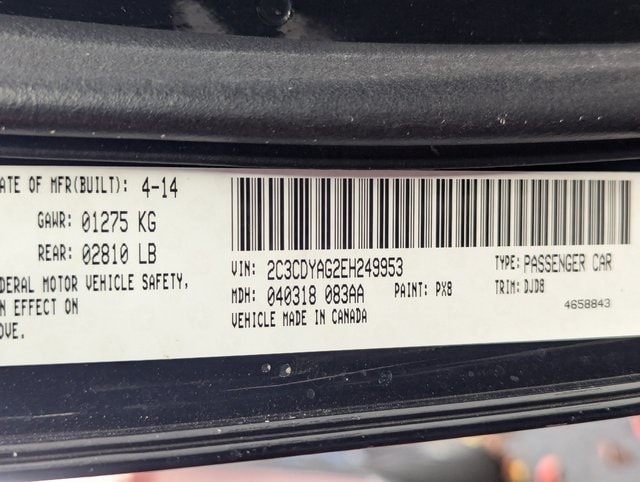 ATE OF MFR(BUILT): 4-14
GAWR: 01275 KG
REAR: 02810 LB
DERAL MOTOR VEHICLE SAFETY,
N EFFECT ON
OVE.
VIN: 2C3CDYAG2EH249953
TYPE: PASSENGER CAR
MDH: 040318 083AA
PAINT: PX8
TRIM: DJD8
VEHICLE MADE IN CANADA
4658843